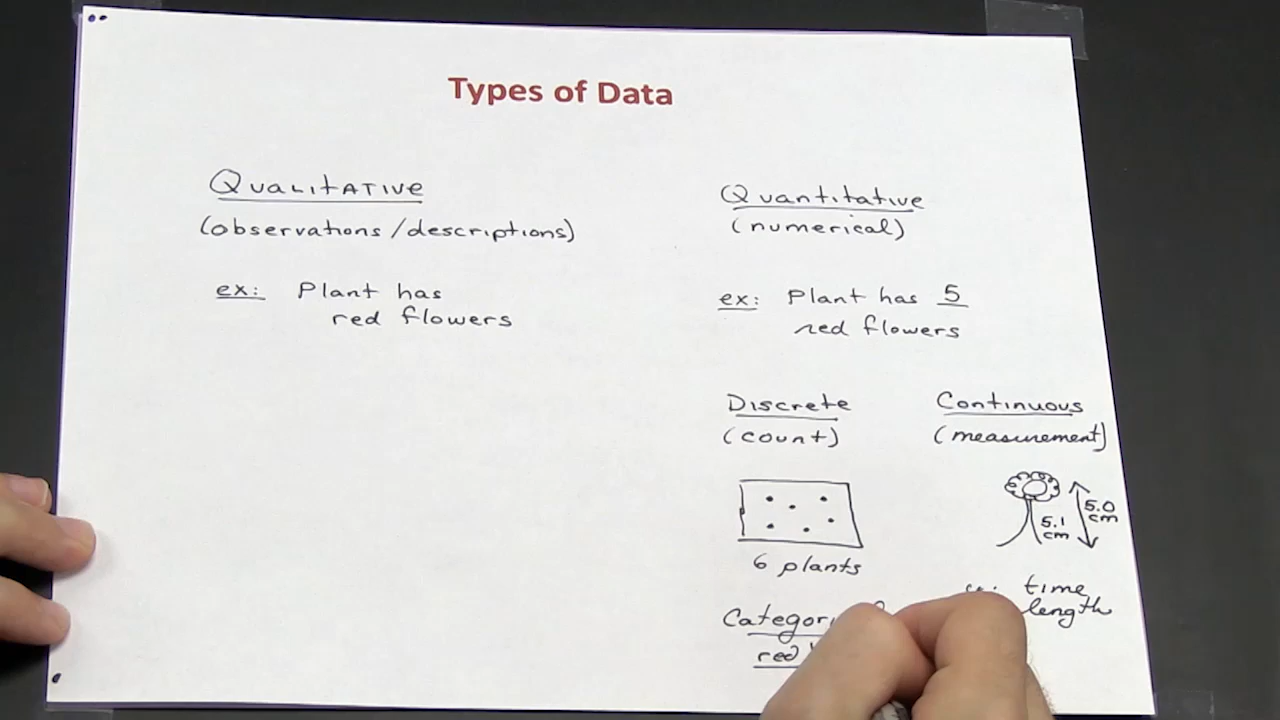 Types of Data
QUALITATIVE
(observations/descriptions)
ex: Plant has
red flowers
Quantitative
(numerical)
ex: Plant has 5
red flowers
Discrete
(count)
6 plants
red
Continuous
(measurement)
5.0
cm
5.1
cm
time
length